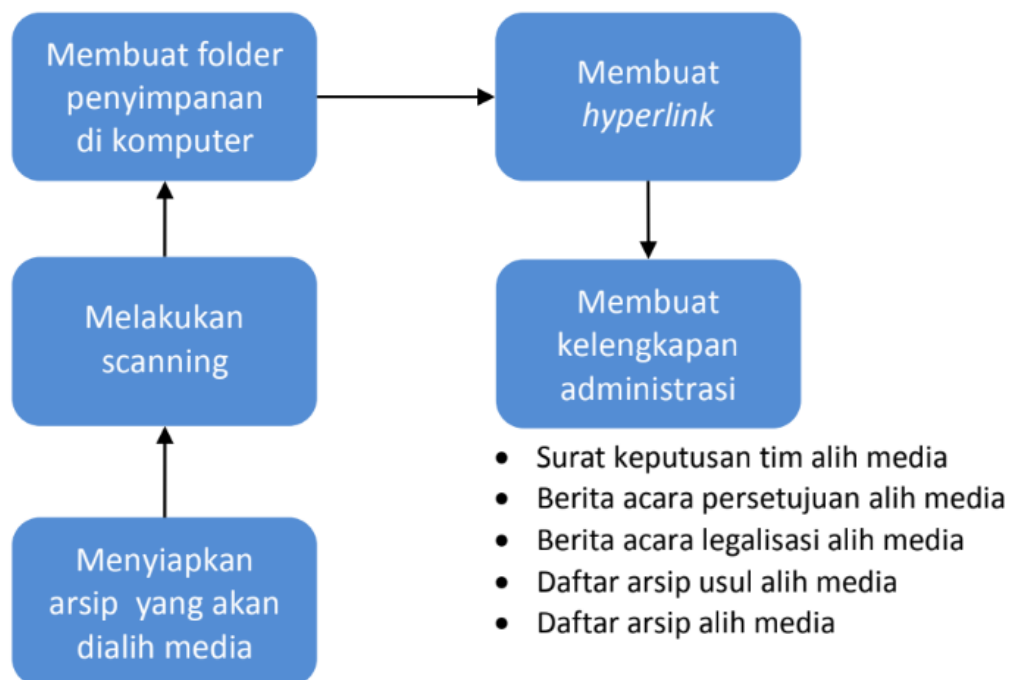 Membuat folder
penyimpanan
di komputer
Membuat
hyperlink
Melakukan
scanning
Membuat
kelengkapan
administrasi
Menyiapkan
arsip yang akan
dialih media
• Surat keputusan tim alih media
• Berita acara persetujuan alih media
• Berita acara legalisasi alih media
• Daftar arsip usul alih media
• Daftar arsip alih media